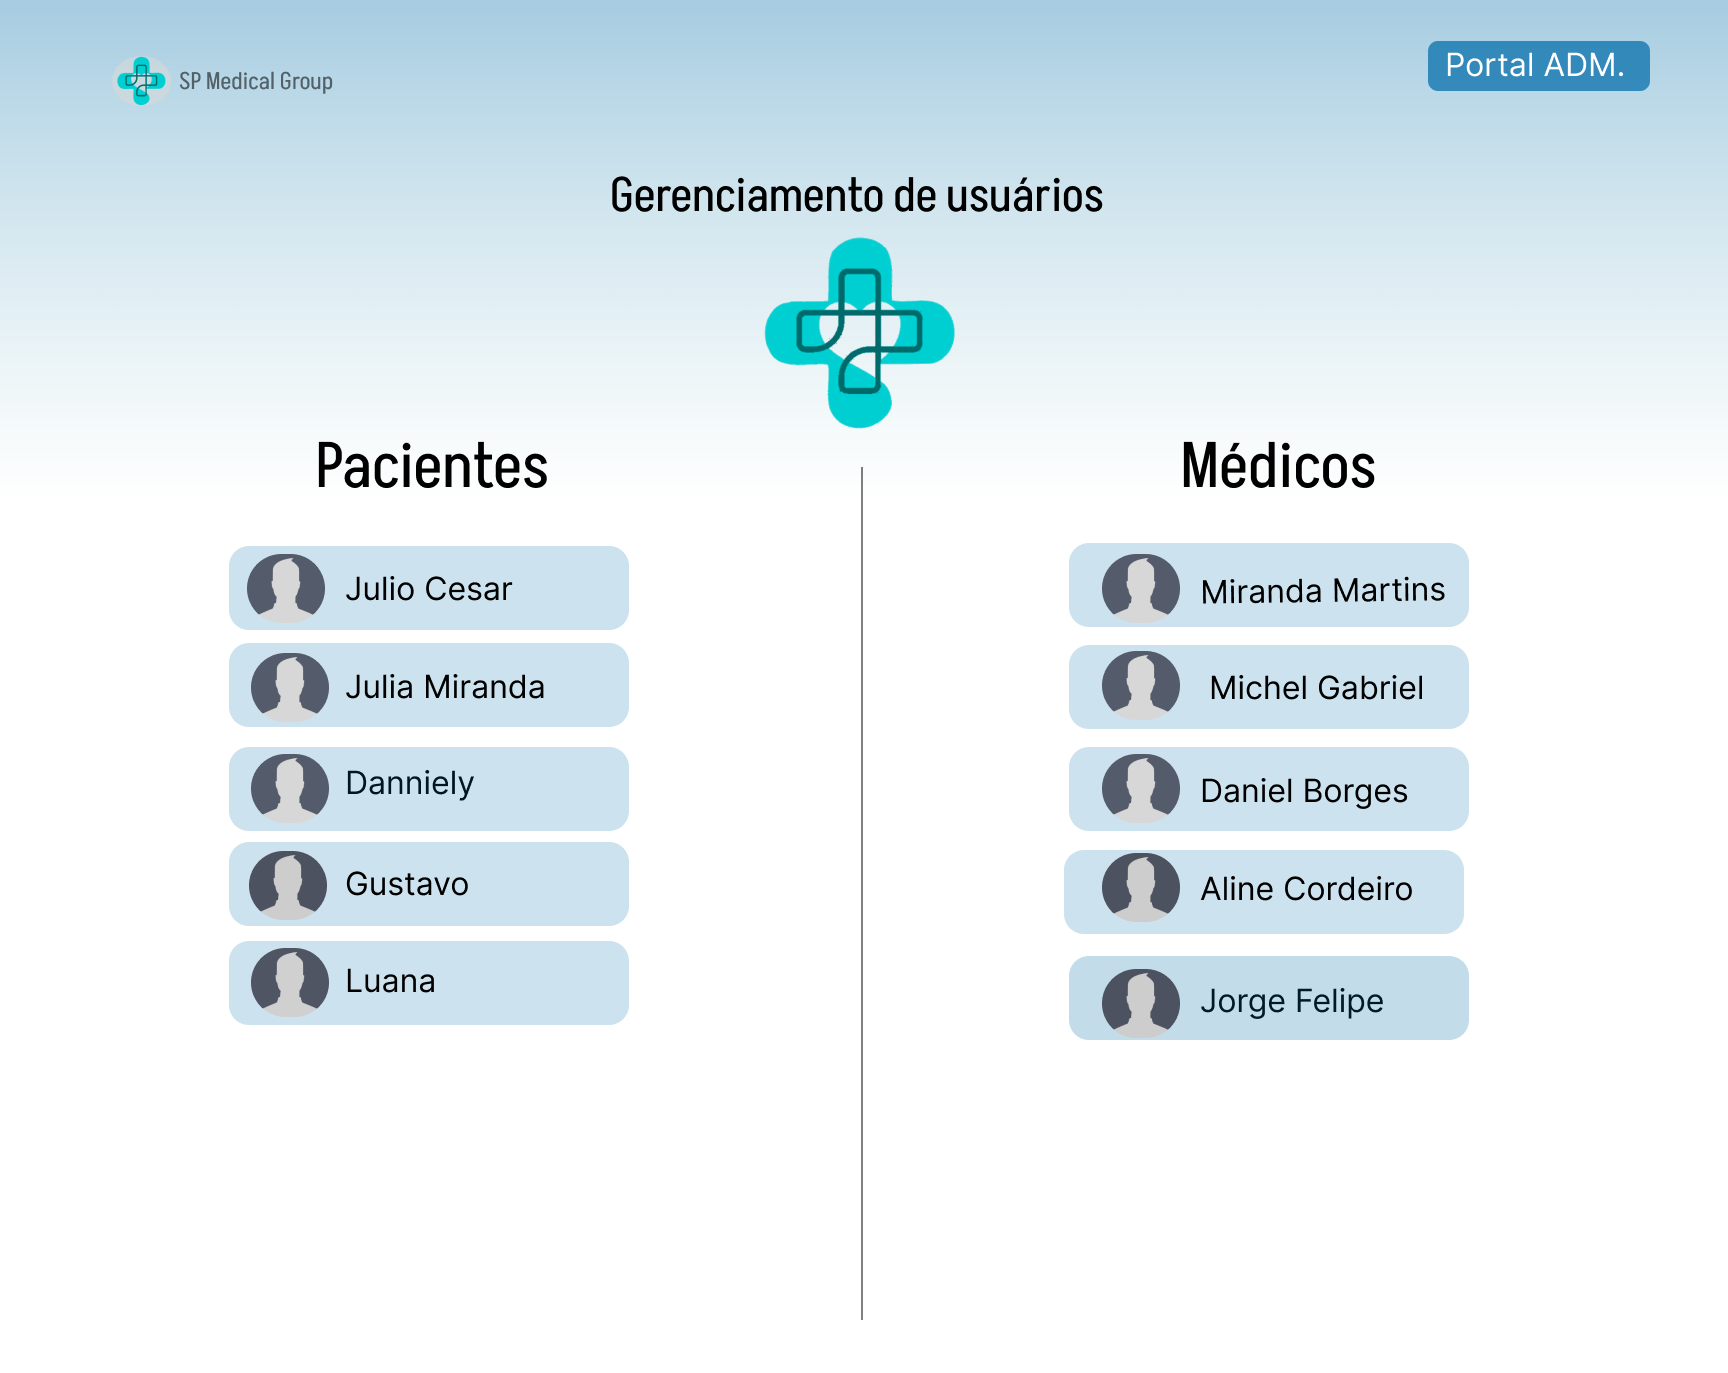 SP Medical Group
Portal ADM.
Gerenciamento de usuários
Pacientes
Julio Cesar
Julia Miranda
Danniely
Gustavo
Luana
Médicos
Miranda Martins
Michel Gabriel
Daniel Borges
Aline Cordeiro
Jorge Felipe